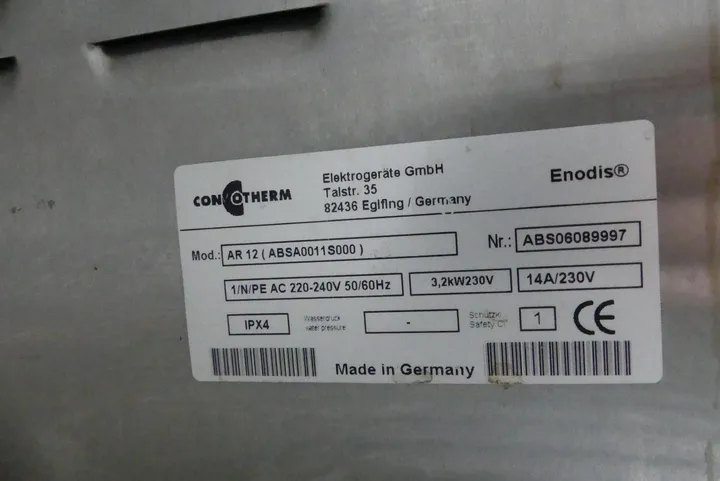 CONVOTHERM
Elektrogeräte GmbH
Talstr. 35
82436 Eglfing / Germany
Enodis®
Mod.: AR 12 ( ABSA0011S000 )
Nr.: ABS06089997
1/N/PE AC 220-240V 50/60Hz
3,2kW230V
14A/230V
IPX4
Wasserdruck
water pressure
-
Schutzkl
Safety Cl
1
CE
Made in Germany